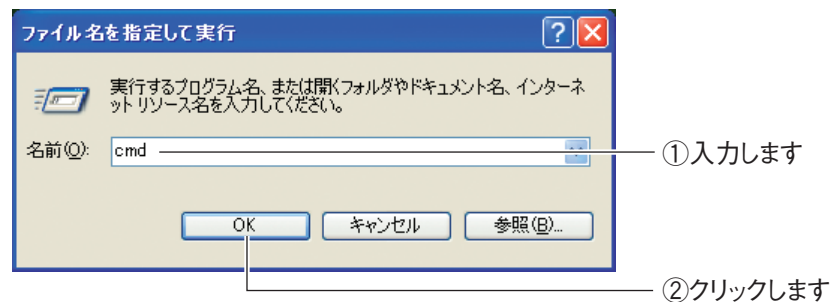 ファイル名を指定して実行
実行するプログラム名、または開くフォルダやドキュメント名、インターネ
ット リソース名を入力してください。
名前(O):
cmd
①入力します
OK
キャンセル
参照(B)...
②クリックします